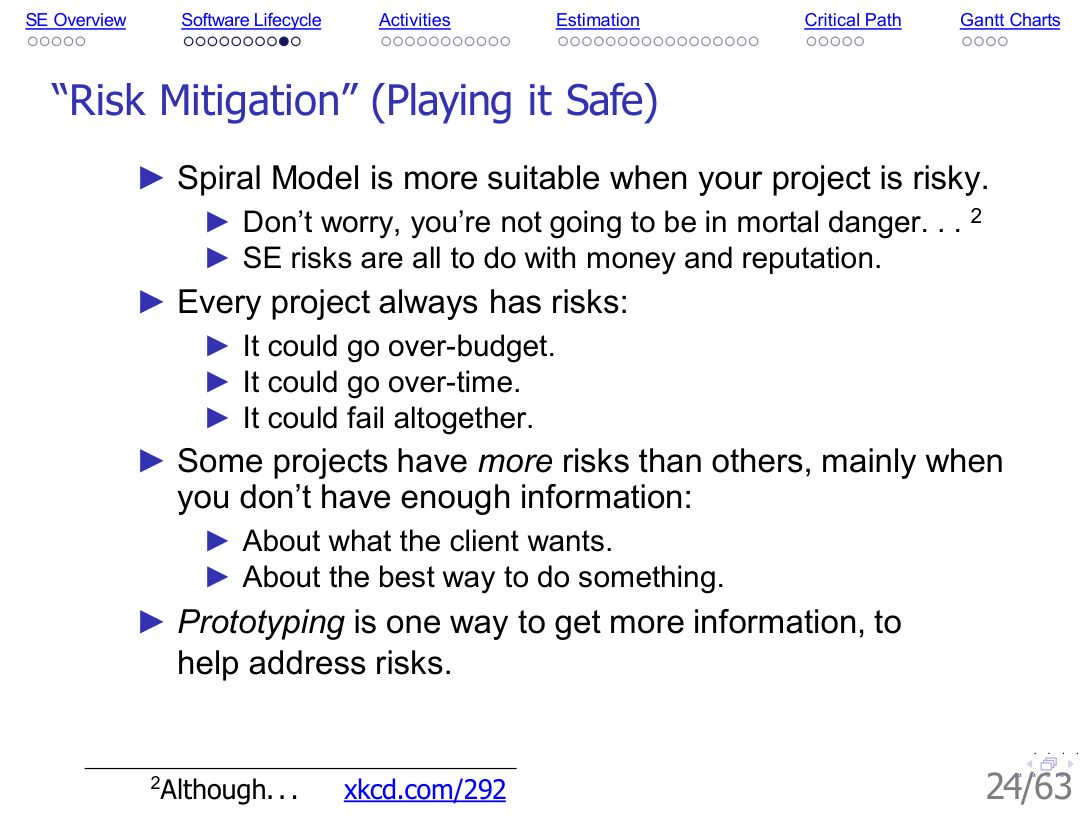 SE Overview Software Lifecycle Activities Estimation Critical Path Gantt Charts
“Risk Mitigation” (Playing it Safe)
► Spiral Model is more suitable when your project is risky.
► Don’t worry, you’re not going to be in mortal danger. . . 2
► SE risks are all to do with money and reputation.
► Every project always has risks:
► It could go over-budget.
► It could go over-time.
► It could fail altogether.
► Some projects have more risks than others, mainly when
you don’t have enough information:
► About what the client wants.
► About the best way to do something.
► Prototyping is one way to get more information, to
help address risks.
2Although. . . xkcd.com/292
24/63